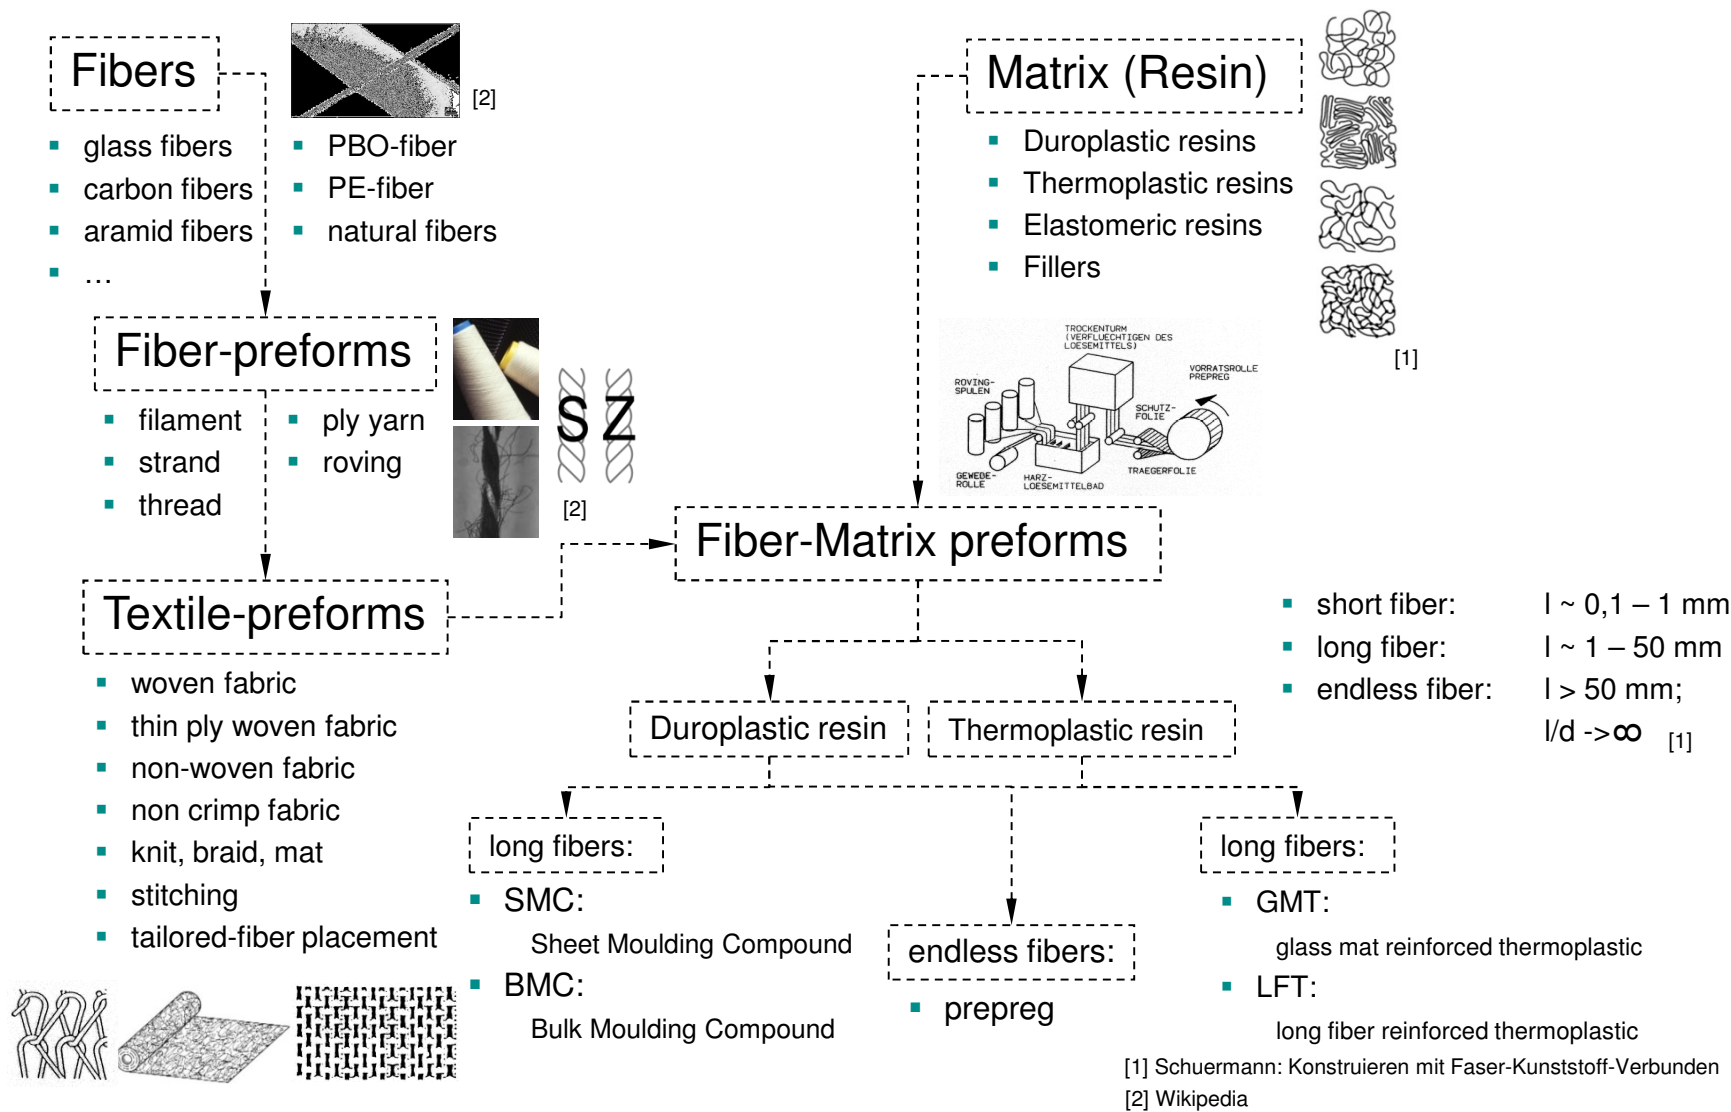 Fibers
[2]
glass fibers
carbon fibers
aramid fibers
…
PBO-fiber
PE-fiber
natural fibers
Matrix (Resin)
Duroplastic resins
Thermoplastic resins
Elastomeric resins
Fillers
[1]
Fiber-preforms
filament
strand
thread
ply yarn
roving
S Z
[2]
TROCKENTURM
(VERFLUECHTIGEN DES
LOESEMITTELS)
ROVING-
SPULEN
VORRATSROLLE
PREPREG
SCHUTZ-
FOLIE
TRAEGERFOLIE
GEWEBE-
ROLLE
HARZ-
LOESEMITTELBAD
Fiber-Matrix preforms
Textile-preforms
woven fabric
thin ply woven fabric
non-woven fabric
non crimp fabric
knit, braid, mat
stitching
tailored-fiber placement
short fiber: l ~ 0,1 – 1 mm
long fiber: l ~ 1 – 50 mm
endless fiber: l > 50 mm;
l/d ->∞ [1]
Duroplastic resin
Thermoplastic resin
long fibers:
SMC:
Sheet Moulding Compound
BMC:
Bulk Moulding Compound
endless fibers:
prepreg
long fibers:
GMT:
glass mat reinforced thermoplastic
LFT:
long fiber reinforced thermoplastic
[1] Schuermann: Konstruieren mit Faser-Kunststoff-Verbunden
[2] Wikipedia